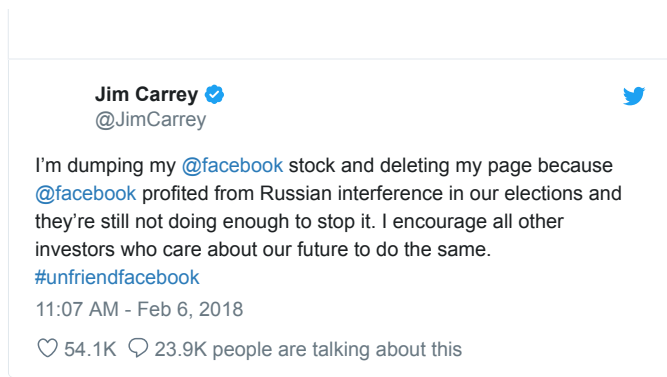 Jim Carrey
@JimCarrey
I’m dumping my @facebook stock and deleting my page because
@facebook profited from Russian interference in our elections and
they’re still not doing enough to stop it. I encourage all other
investors who care about our future to do the same.
#unfriendfacebook
11:07 AM - Feb 6, 2018
54.1K 23.9K people are talking about this